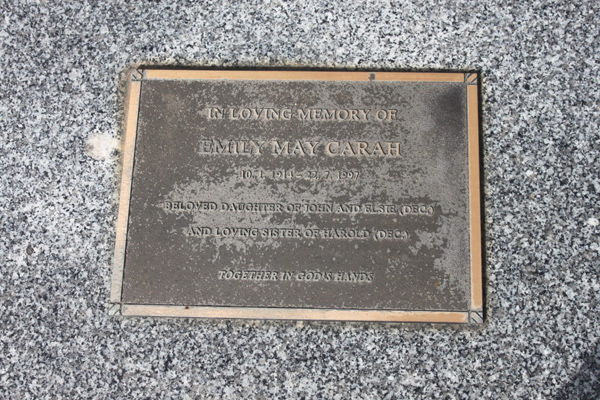 IN LOVING MEMORY OF
EMILY MAY CARAH
10. 1. 1914 – 23. 7. 1997
BELOVED DAUGHTER OF JOHN AND ELSIE (DEC.)
AND LOVING SISTER OF HAROLD (DEC.)
TOGETHER IN GOD'S HANDS